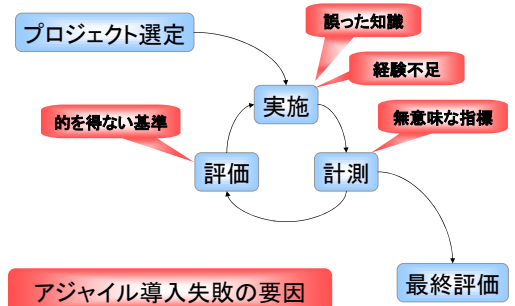 プロジェクト選定
誤った知識
経験不足
実施
的を得ない基準
無意味な指標
評価
計測
最終評価
アジャイル導入失敗の要因